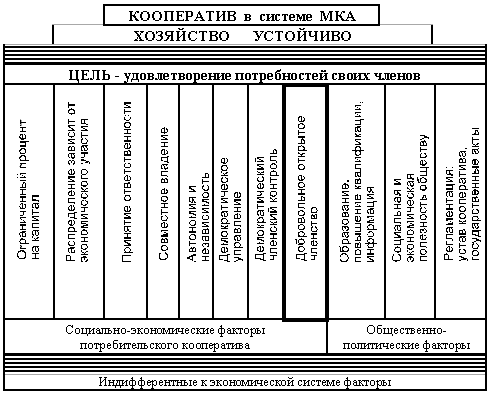 КООПЕРАТИВ в системе МКА
ХОЗЯЙСТВО УСТОЙЧИВО
ЦЕЛЬ - удовлетворение потребностей своих членов
Ограниченный процент
на капитал
Распределение зависит от
экономического участия
Принятие ответственности
Совместное владение
Автономия и
независимость
Демократическое
управление
Демократический
членский контроль
Добровольное открытое
членство
Образование,
повышение квалификации,
информация
Социальная и
экономическая
полезность обществу
Регламентация:
устав кооператива,
государственные акты
Социально-экономические факторы
потребительского кооператива
Общественно-
политические факторы
Индифферентные к экономической системе факторы